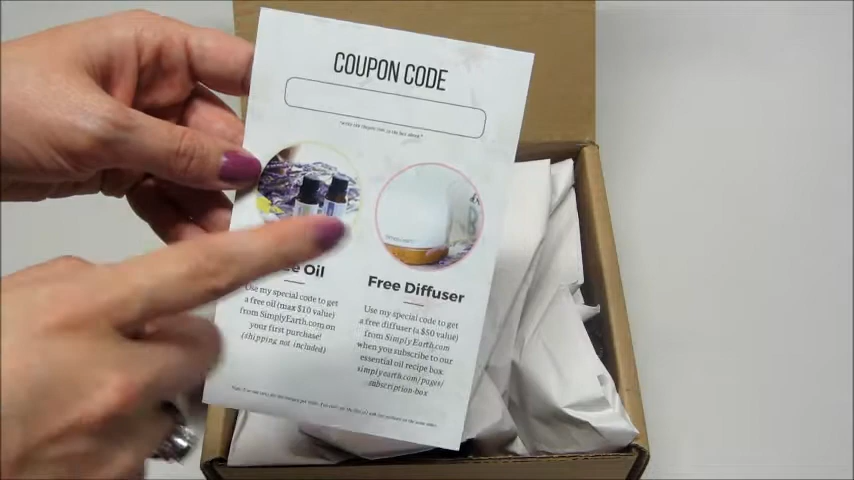 COUPON CODE
Oil
Use my special code to get
a free oil (max $10 value)
from SimplyEarth.com on
your first purchase!
(shipping not included)
Free Diffuser
Use my special code to get
a free diffuser (a $50 value)
from SimplyEarth.com
when you subscribe to our
essential oil recipe box
simplyearth.com/pages/
subscription-box